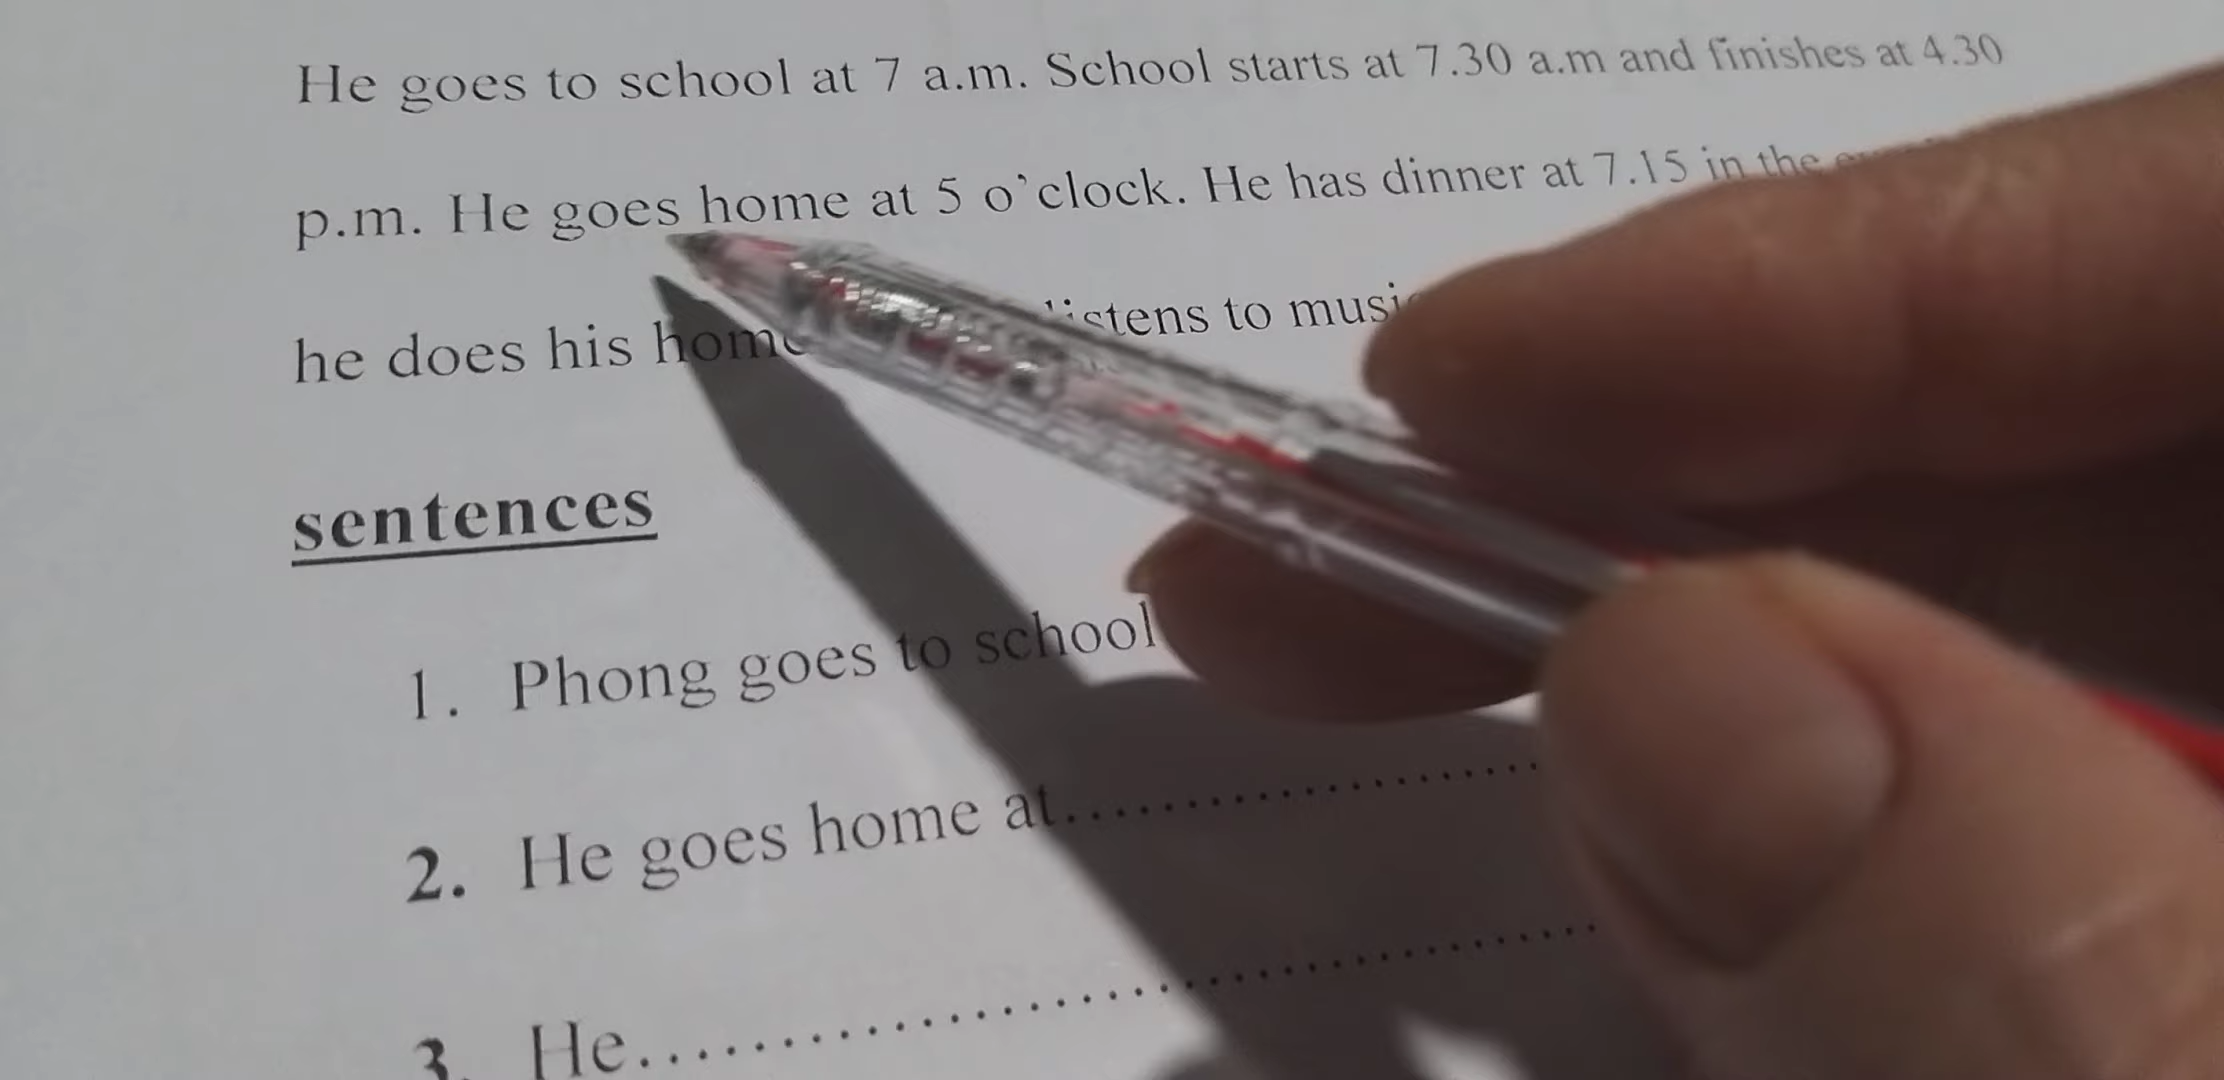 He goes to school at 7 a.m. School starts at 7.30 a.m and finishes at 4.30
p.m. He goes home at 5 o'clock. He has dinner at 7.15 in the
he does his listens to
sentences
1. Phong goes to school
2. He goes home at....................
3. He....................